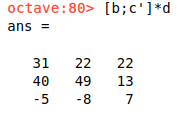 octave:80> [b;c']*d
ans =
31 22 22
40 49 13
-5 -8 7